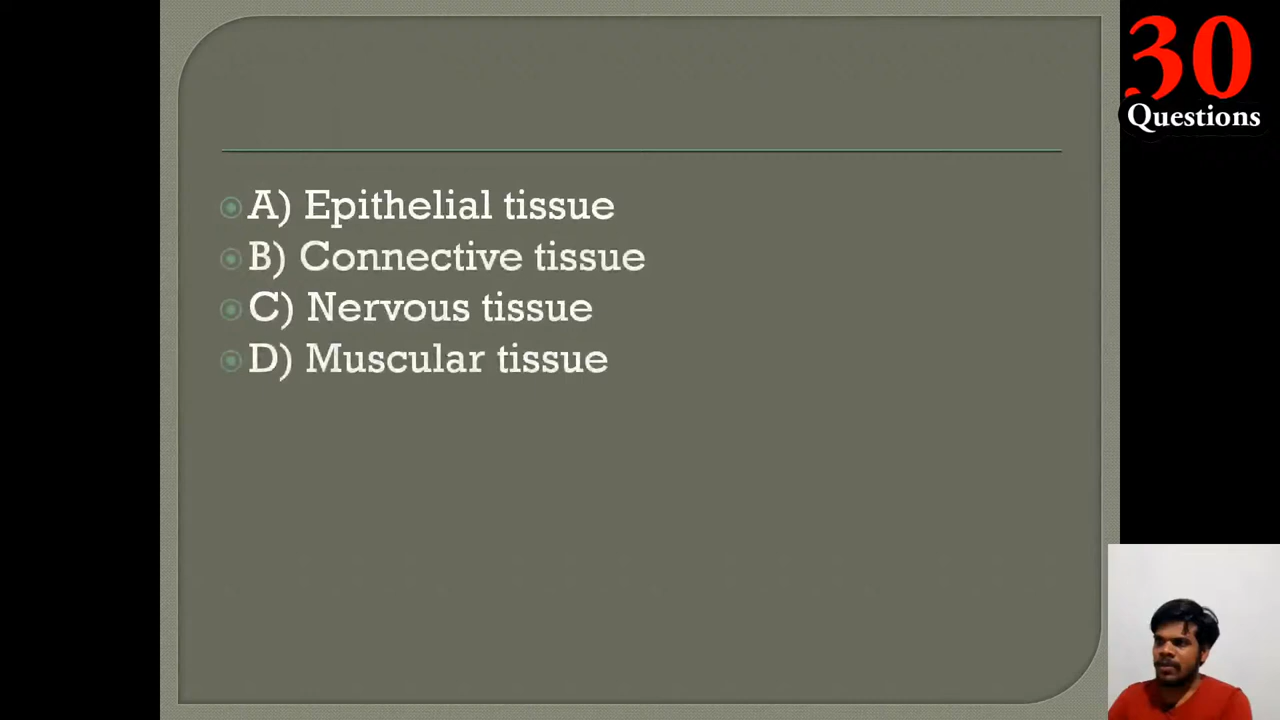 30
Questions
A) Epithelial tissue
B) Connective tissue
C) Nervous tissue
D) Muscular tissue